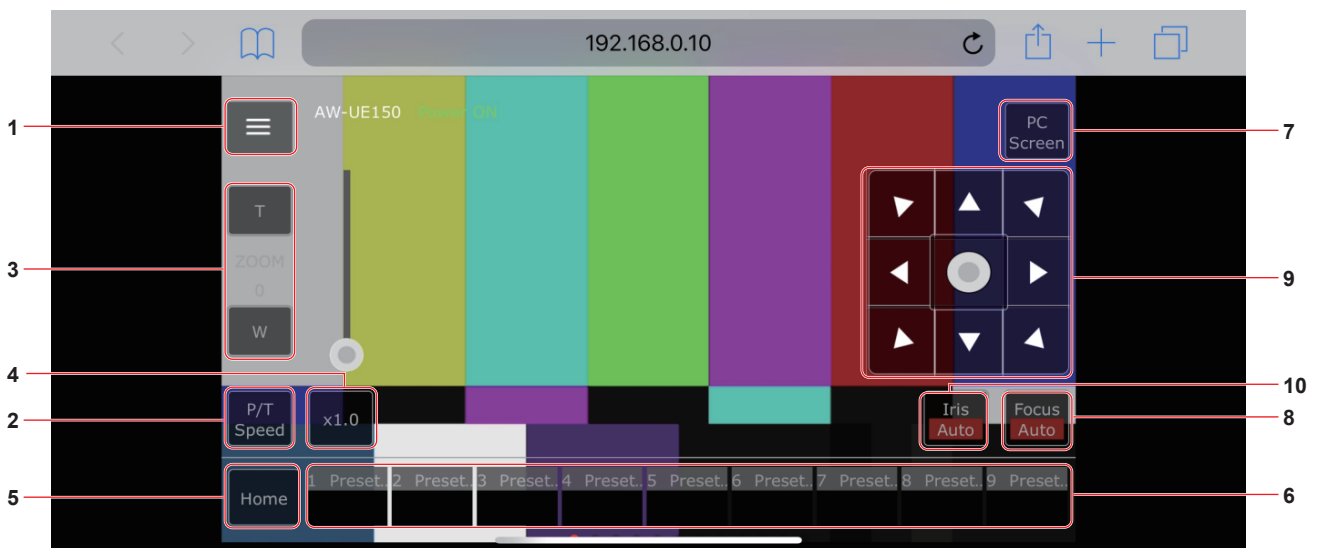 192.168.0.10
1
AW-UE150 Power ON
PC
Screen
7
T
3
ZOOM
0
W
9
4
10
2
P/T
Speed
x1.0
Iris
Auto
Focus
Auto
8
5
Home
1 Preset.. 2 Preset.. 3 Preset.. 4 Preset.. 5 Preset.. 6 Preset.. 7 Preset.. 8 Preset.. 9 Preset..
6